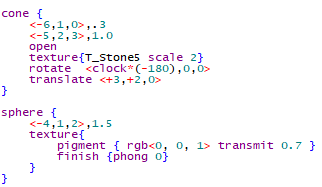 cone {
<-6,1,0>,.3
<-5,2,3>,1.0
open
texture{T_Stone5 scale 2}
rotate <clock*(-180),0,0>
translate <+3,+2,0>
}
sphere {
<-4,1,2>,1.5
texture{
pigment { rgb<0, 0, 1> transmit 0.7 }
finish {phong 0}
}
}